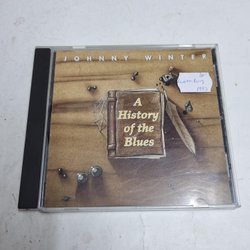 JOHNNY WINTER
A
History
of the
Blues